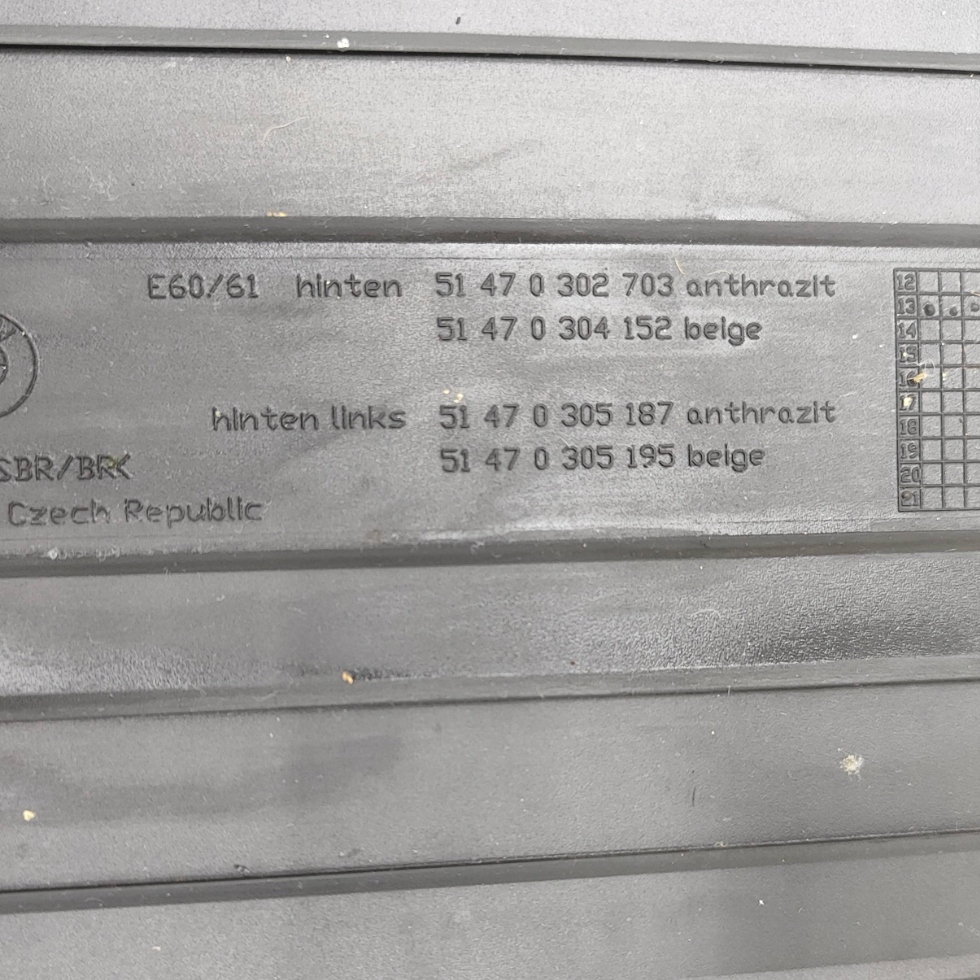 E60/61 hinten 51 47 0 302 703 anthrazit
51 47 0 304 152 beige
hinten links 51 47 0 305 187 anthrazit
51 47 0 305 195 beige
SBR/BRK
Czech Republic
12
13
14
15
16
17
18
19
20
21